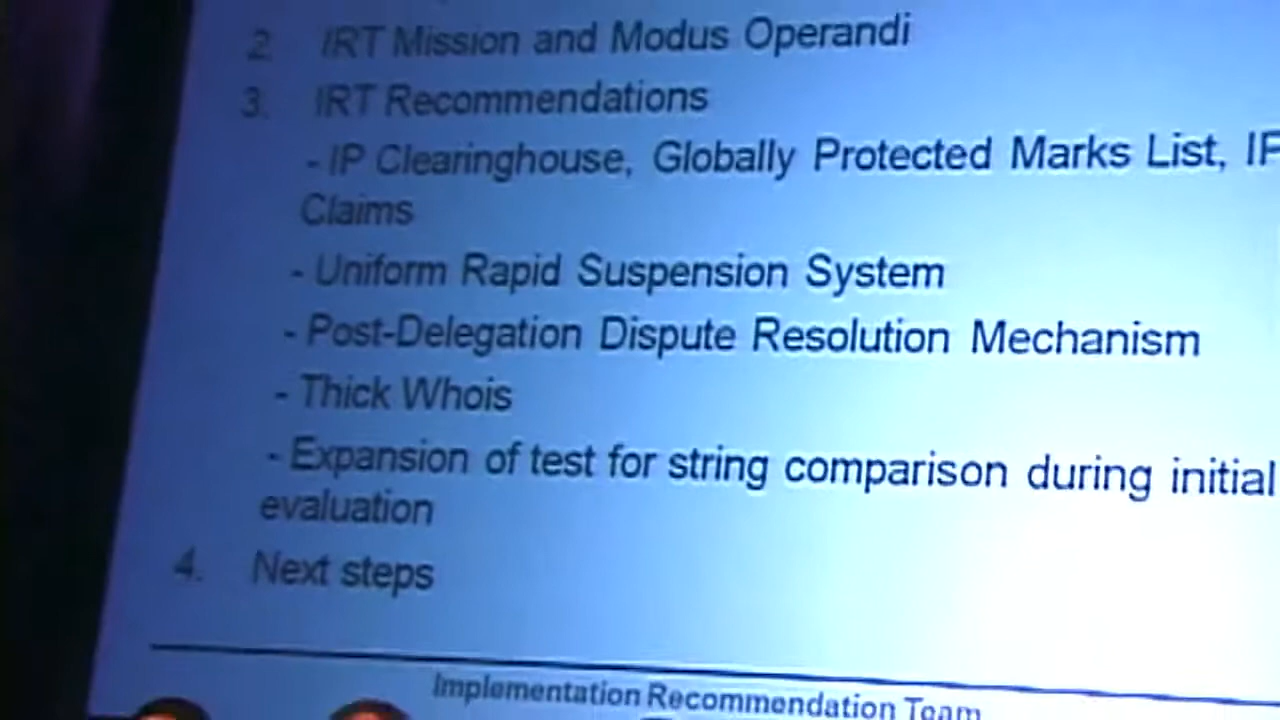 2. IRT Mission and Modus Operandi
3. IRT Recommendations
- IP Clearinghouse, Globally Protected Marks List, IP
Claims
- Uniform Rapid Suspension System
- Post-Delegation Dispute Resolution Mechanism
- Thick Whois
- Expansion of test for string comparison during initial
evaluation
4. Next steps
Implementation Recommendation Team